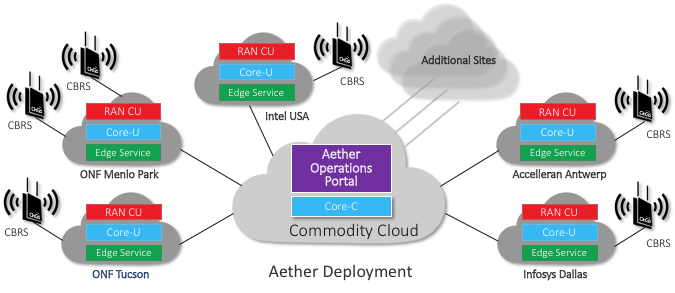 RAN CU
Core-U
Edge Service
Intel USA
CBRS
Additional Sites
CBRS
CBRS
RAN CU
Core-U
Edge Service
ONF Menlo Park
RAN CU
Core-U
Edge Service
Accelleran Antwerp
CBRS
Aether
Operations
Portal
Core-C
Commodity Cloud
CBRS
RAN CU
Core-U
Edge Service
ONF Tucson
RAN CU
Core-U
Edge Service
Infosys Dallas
CBRS
Aether Deployment